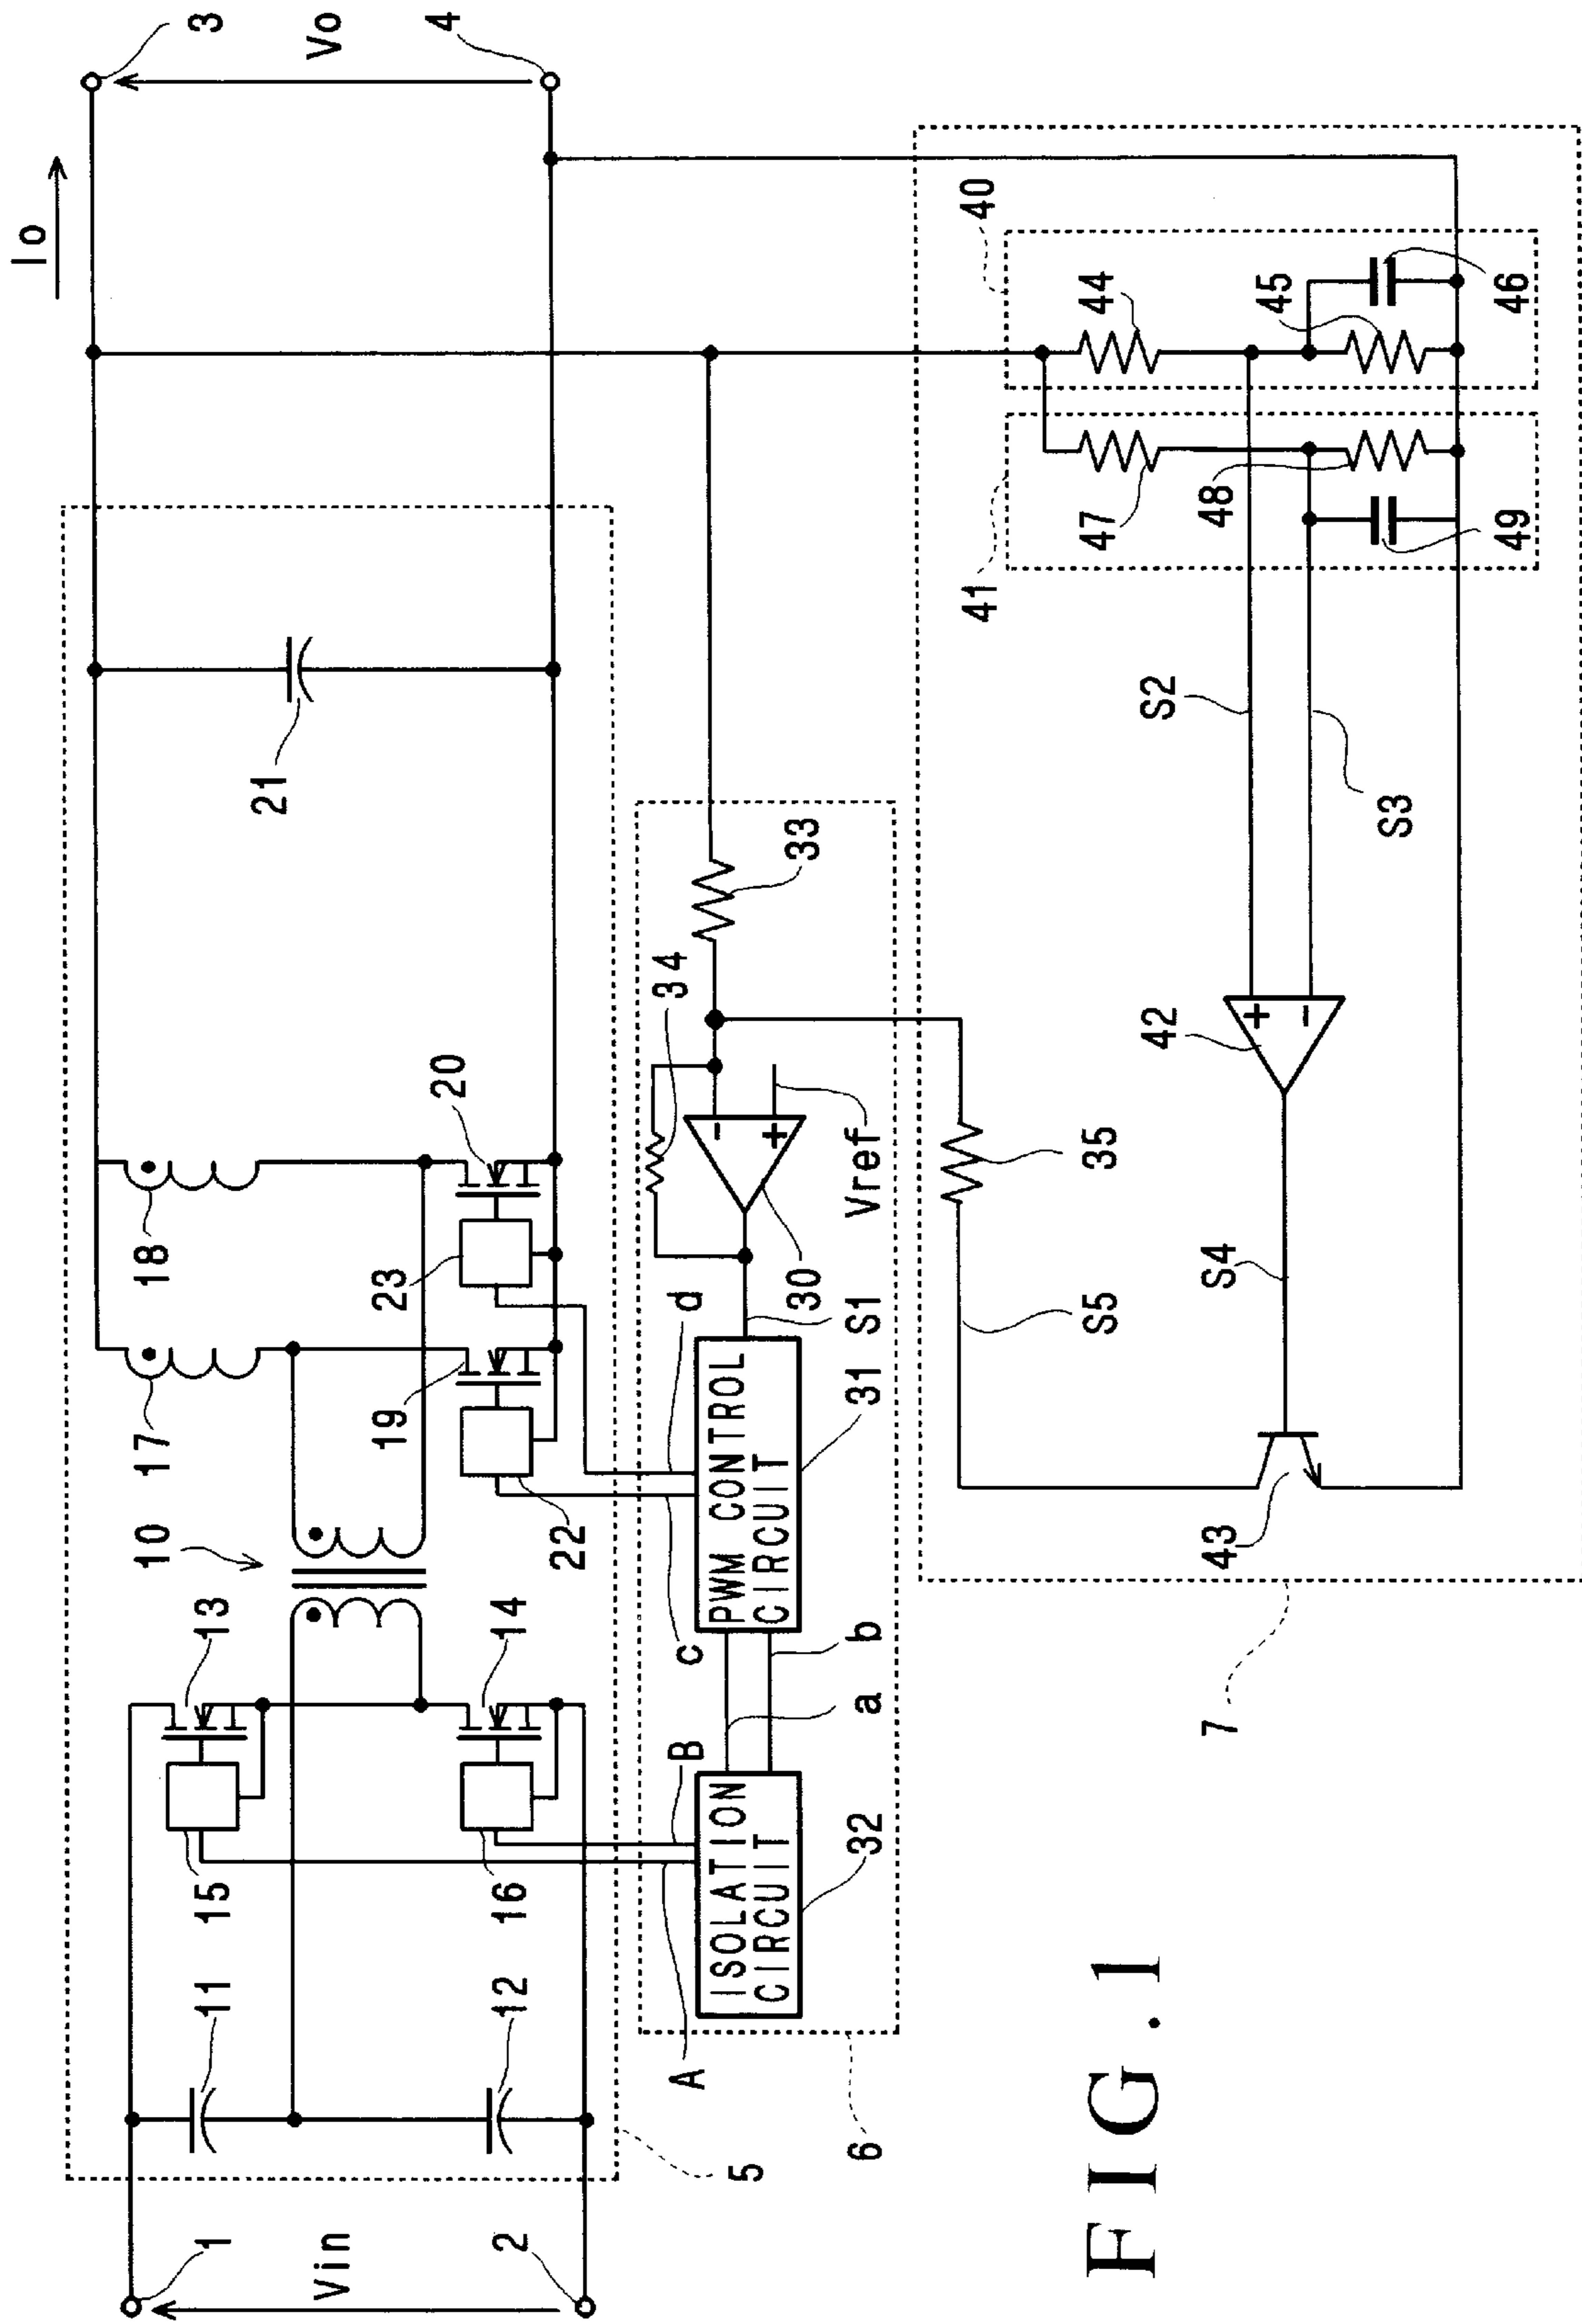 Io
3
Vo
4
18
17
10
13
14
11
12
15
16
1
Vin
2
5
20
23
19
22
21
d
c
B
A
34
33
30
Vref
S1
PWM CONTROL
CIRCUIT
31
a
b
ISOLATION
CIRCUIT
32
6
35
S5
40
41
44
45
46
47
48
49
S2
S3
42
S4
43
7
FIG.1
+
-
+
-